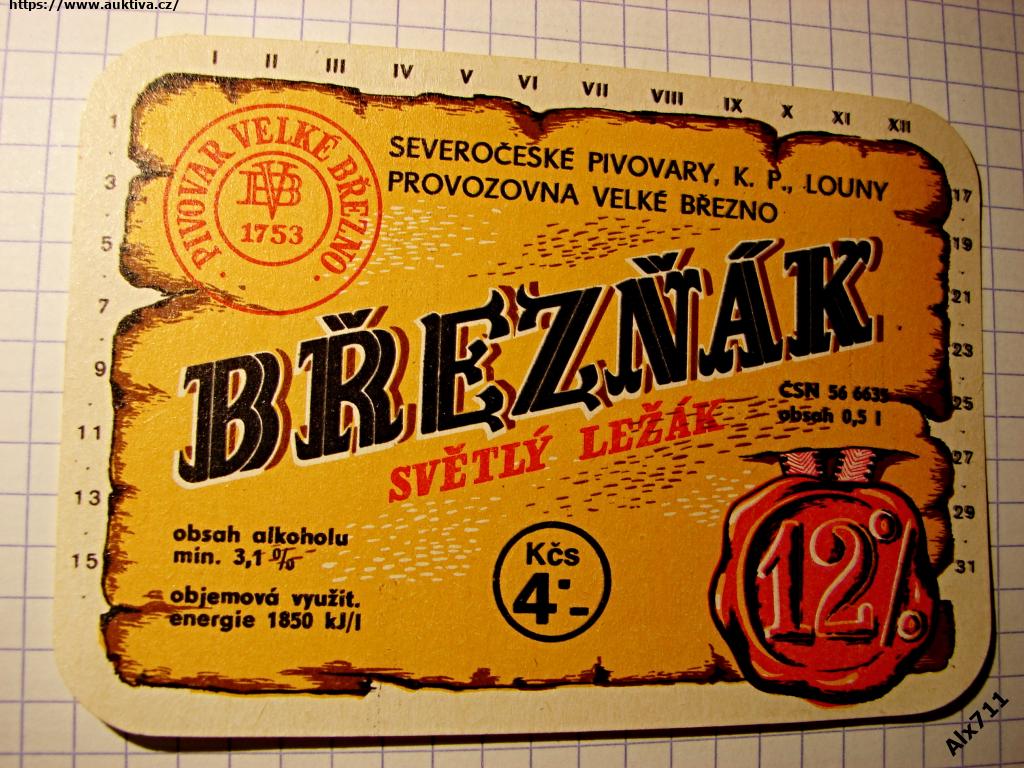 https://www.auktiva.cz/
I II III IV V VI VII VIII IX X XI XII
1
3
5
7
9
11
13
15
PIVOVAR VELKÉ BŘEZNO
VB
1753
SEVEROČESKÉ PIVOVARY, K. P., LOUNY
PROVOZOVNA VELKÉ BŘEZNO
BŘEZŇÁK
SVĚTLÝ LEŽÁK
ČSN 56 6635
obsah 0,5 l
obsah alkoholu
min. 3,1 %
objemová využit.
energie 1850 kJ/l
Kčs
4·-
12%
17
19
21
23
25
27
29
31
Alx711